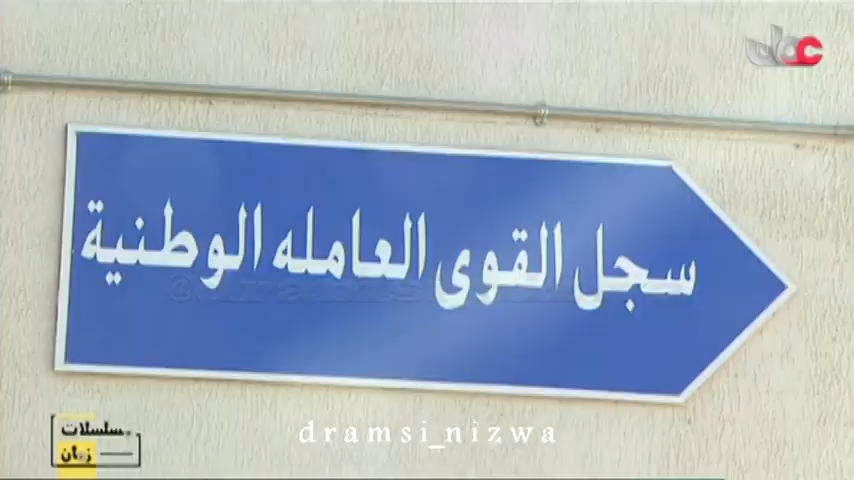 سجل القوى العامله الوطنية
مسلسلات
زمان
dramsi_nizwa